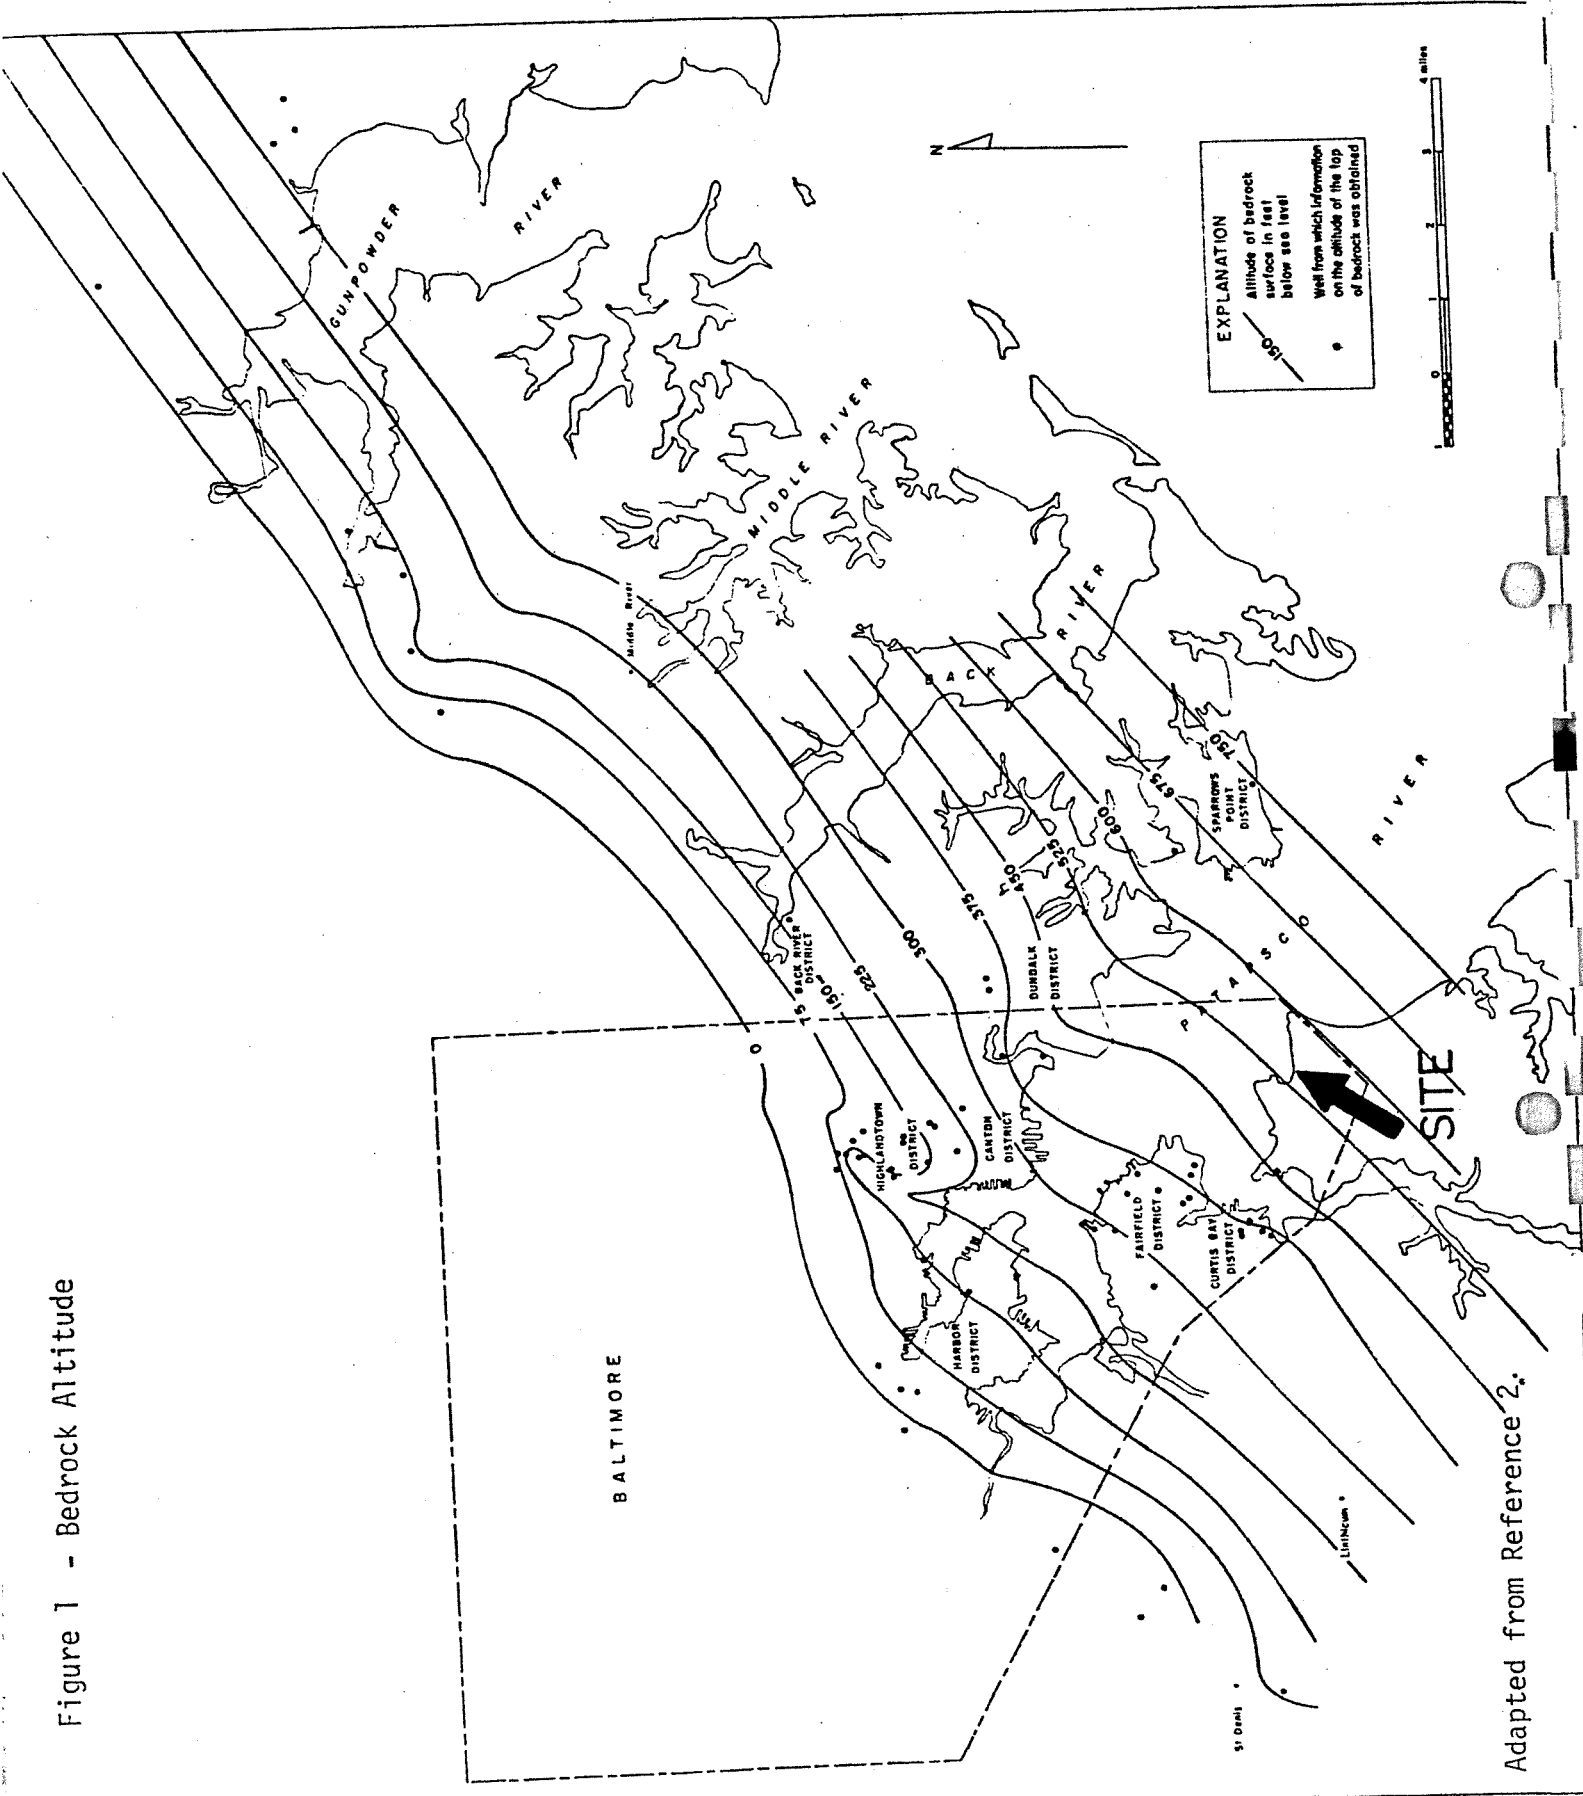 Figure 1 - Bedrock Altitude
BALTIMORE
GUNPOWDER
RIVER
MIDDLE RIVER
Middle River
BACK
RIVER
N
EXPLANATION
150
Altitude of bedrock
surface in feet
below sea level
Well from which information
on the altitude of the top
of bedrock was obtained
1 0 1 2 3 4 miles
0
75
150
225
300
375
450
525
600
675
750
BACK RIVER
DISTRICT
HIGHLANDTOWN
DISTRICT
CANTON
DISTRICT
DUNDALK
DISTRICT
SPARROWS
POINT
DISTRICT
HARBOR
DISTRICT
FAIRFIELD
DISTRICT
CURTIS BAY
DISTRICT
PATAPSCO
RIVER
SITE
Linthicum
St Denis
Adapted from Reference 2.